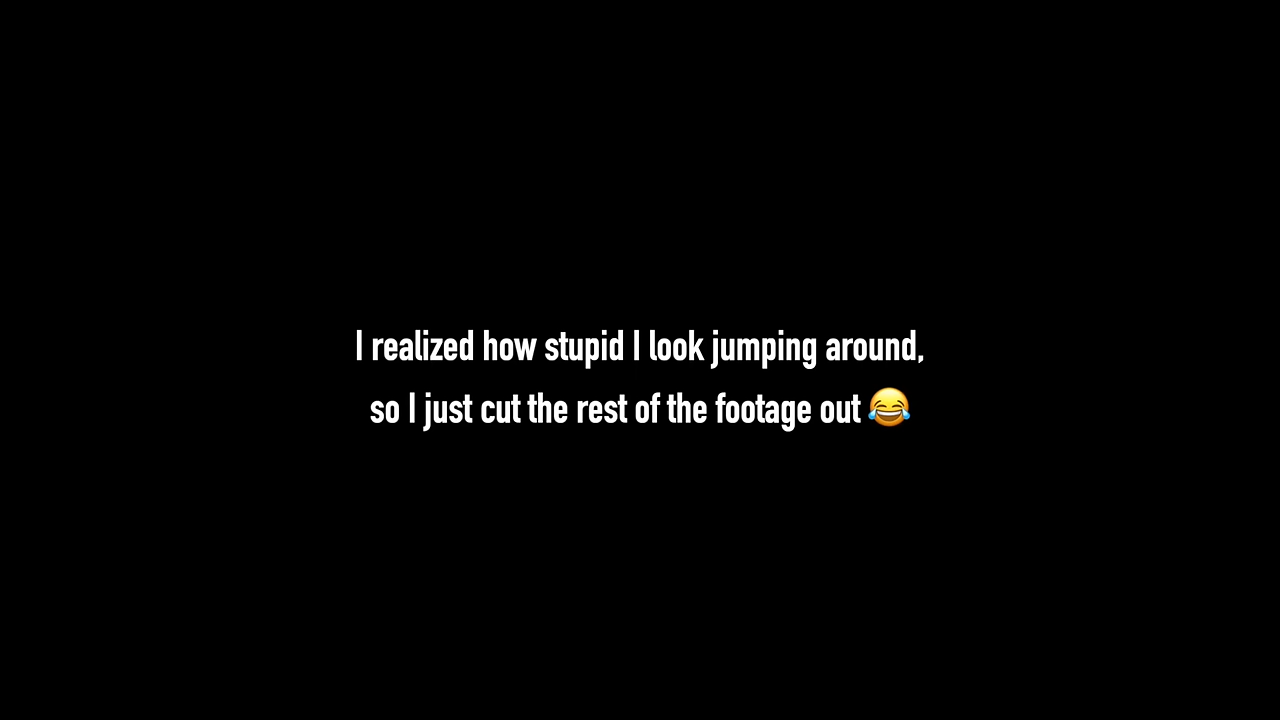 I realized how stupid I look jumping around,
so I just cut the rest of the footage out 😂